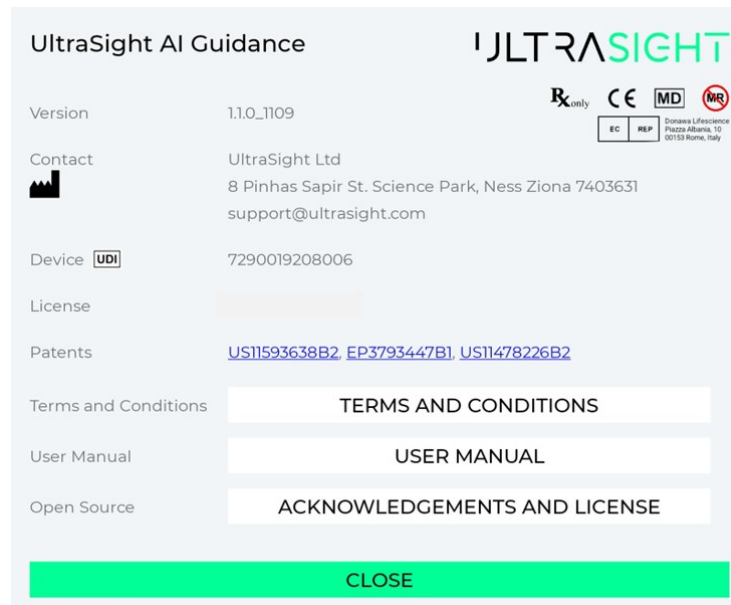 UltraSight AI Guidance
ULTRASIGHT
Rx only CE MD MR
EC REP
Donawa Lifescience
Piazza Albania, 10
00153 Rome, Italy
Version 1.1.0_1109
Contact UltraSight Ltd
8 Pinhas Sapir St. Science Park, Ness Ziona 7403631
support@ultrasight.com
Device UDI 7290019208006
License
Patents US11593638B2, EP3793447B1, US11478226B2
Terms and Conditions TERMS AND CONDITIONS
User Manual USER MANUAL
Open Source ACKNOWLEDGEMENTS AND LICENSE
CLOSE